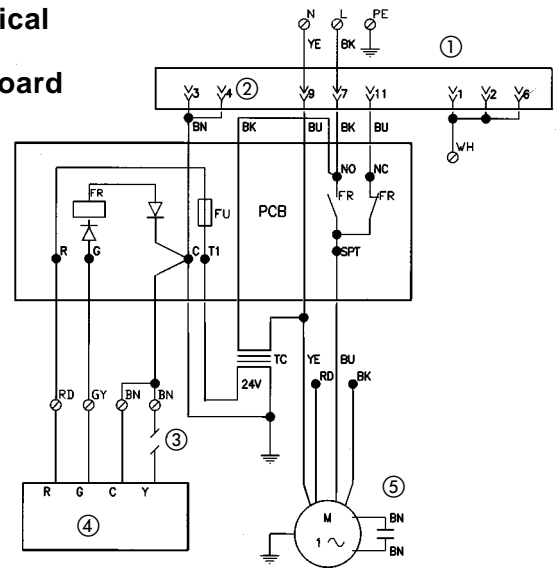 ical
oard
N L PE
YE BK
①
3 4 ② 9 7 11 1 2 6
BN BK BU BK BU
WH
NO NC
FR FR FR
FU PCB
R G C T1 SPT
TC YE BU
24V RD BK
RD GY BN BN
③
R G C Y
④
⑤
M BN
1 BN